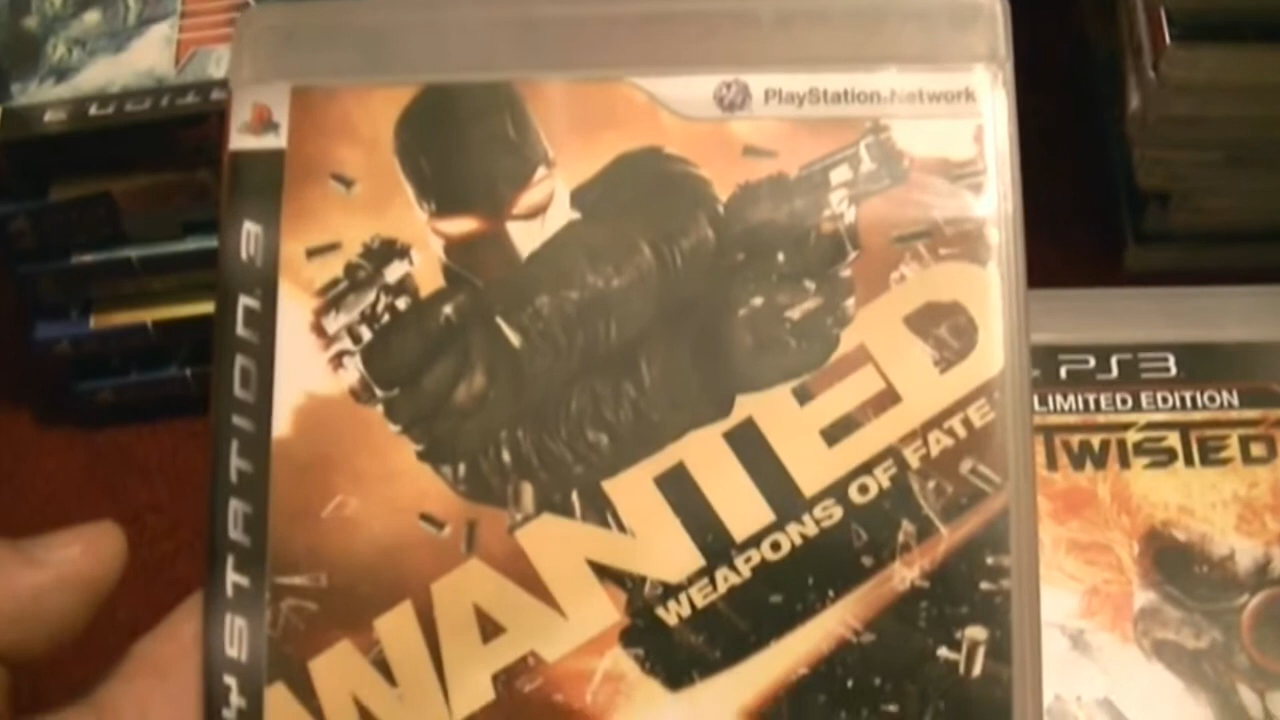 PlayStation Network
PLAYSTATION 3
WANTED
WEAPONS OF FATE
PS3
LIMITED EDITION
TWISTED